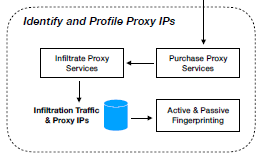 Identify and Profile Proxy IPs
Infiltrate Proxy
Services
Purchase Proxy
Services
Infiltration Traffic
& Proxy IPs
Active & Passive
Fingerprinting